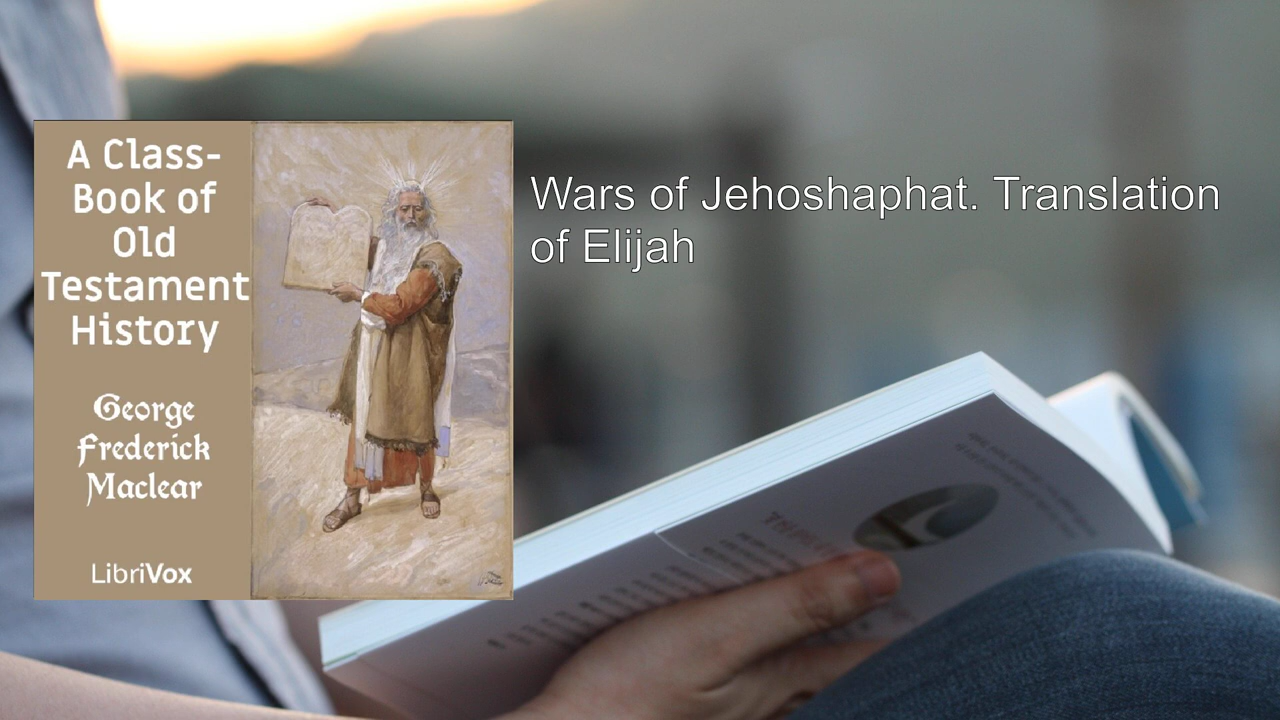 A Class-
Book of
Old
Testament
History
George
Frederick
Maclear
LibriVox
Wars of Jehoshaphat. Translation
of Elijah